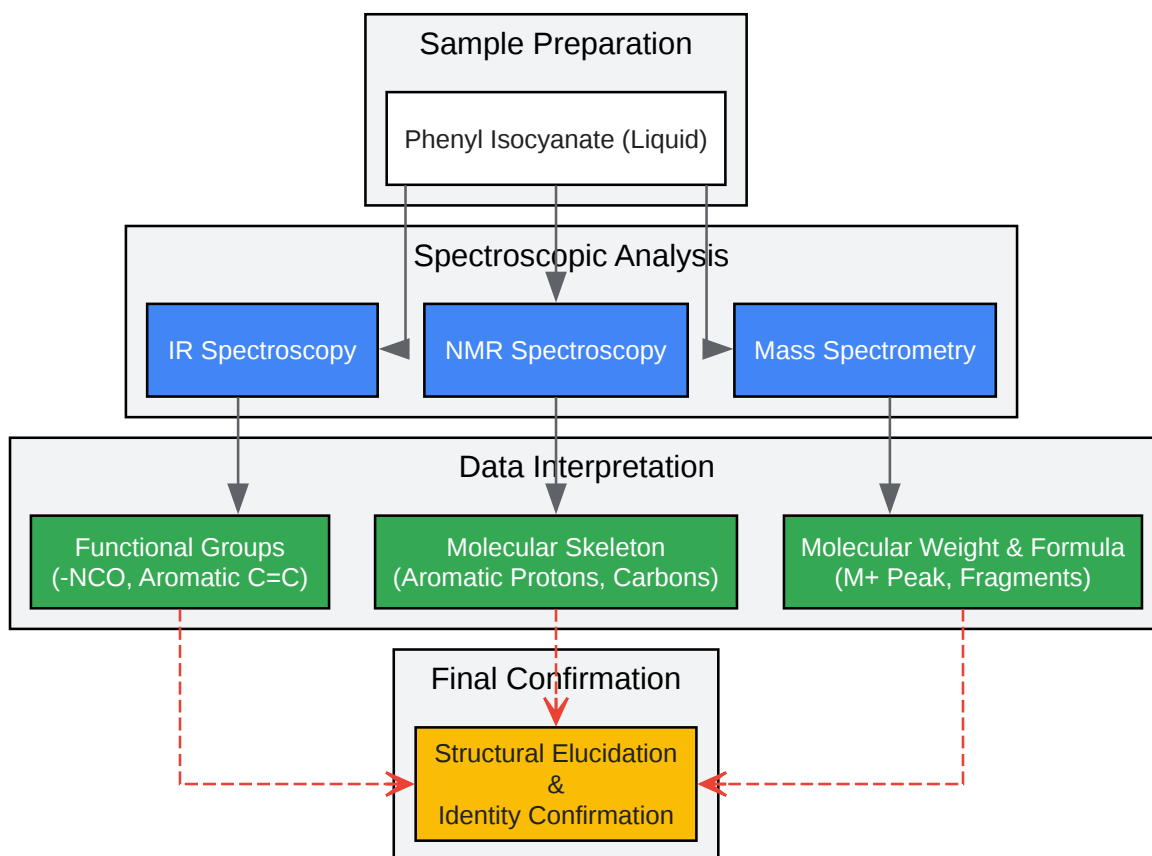 Sample Preparation
Phenyl Isocyanate (Liquid)
Spectroscopic Analysis
IR Spectroscopy
NMR Spectroscopy
Mass Spectrometry
Data Interpretation
Functional Groups
(-NCO, Aromatic C=C)
Molecular Skeleton
(Aromatic Protons, Carbons)
Molecular Weight & Formula
(M+ Peak, Fragments)
Final Confirmation
Structural Elucidation
&
Identity Confirmation